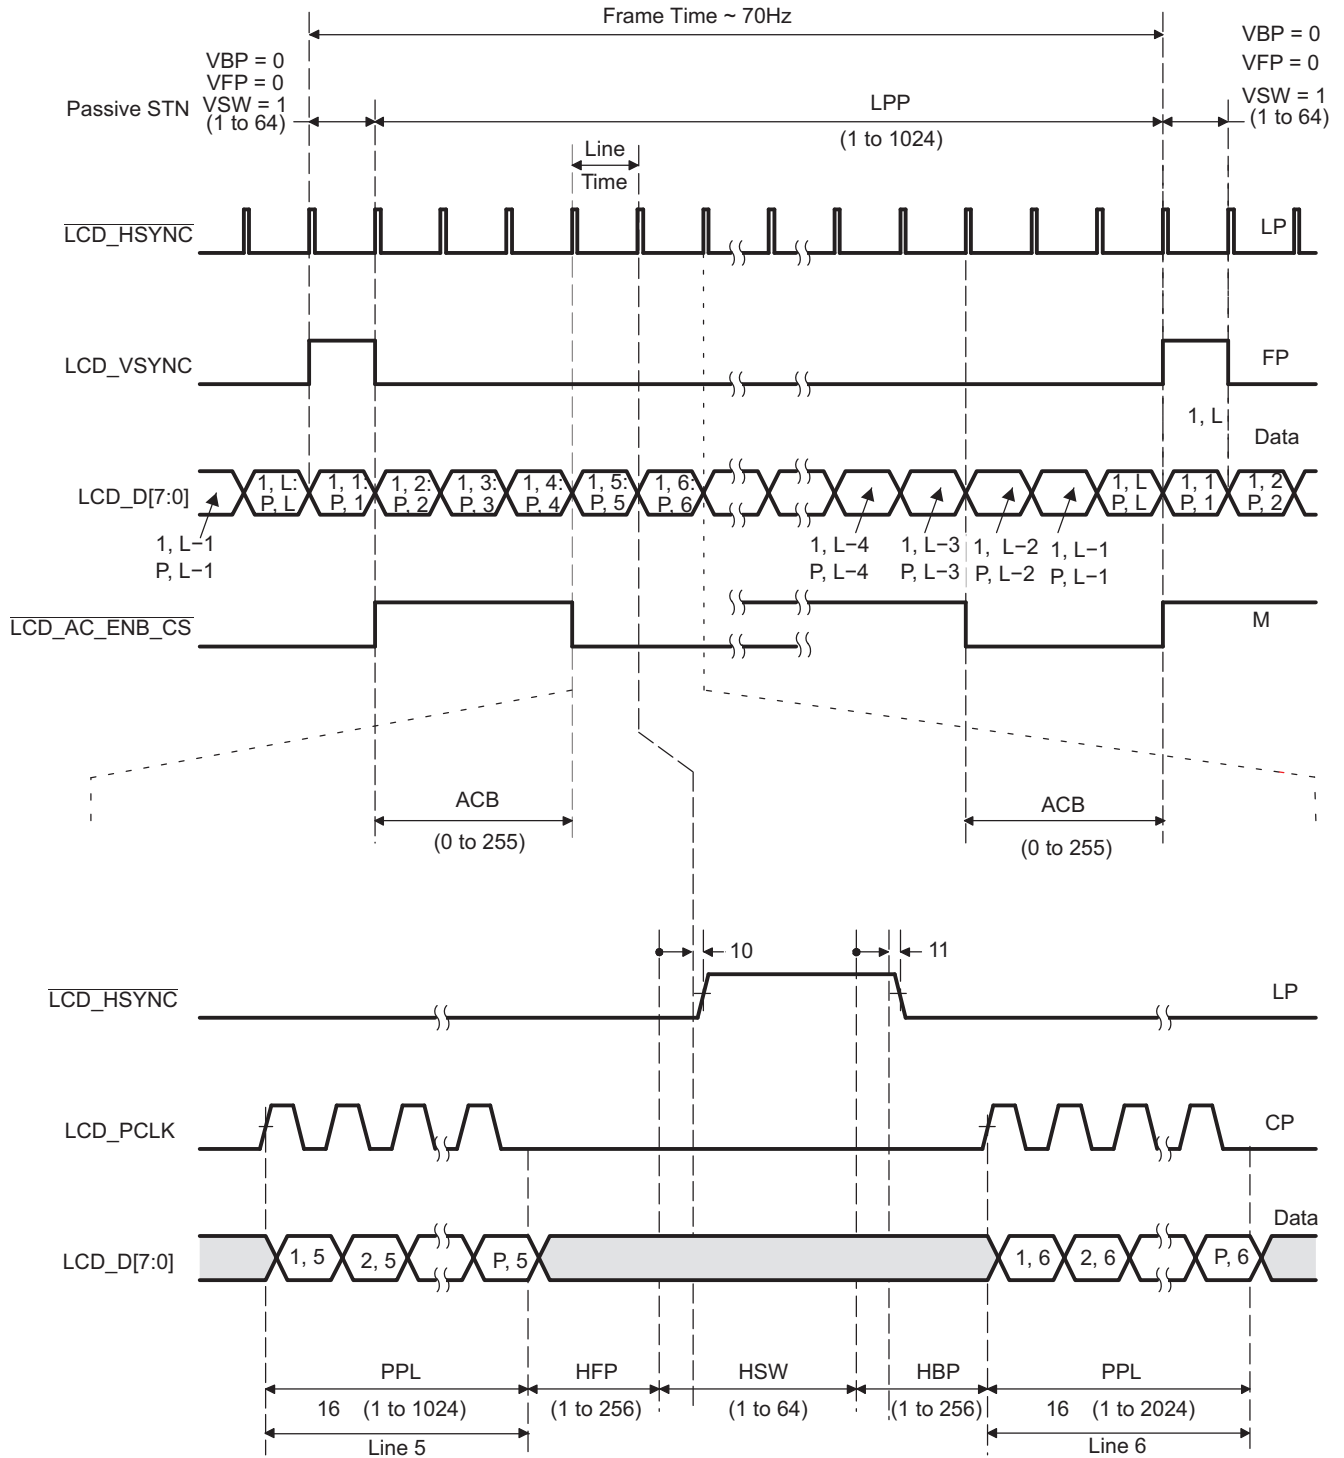 Frame Time ~ 70Hz
VBP = 0
VFP = 0
VSW = 1
(1 to 64)
VBP = 0
VFP = 0
VSW = 1
(1 to 64)
Passive STN
LPP
(1 to 1024)
Line
Time
LCD_HSYNC
LP
LCD_VSYNC
FP
1, L
Data
LCD_D[7:0]
1, L:
P, L
1, 1:
P, 1
1, 2:
P, 2
1, 3:
P, 3
1, 4:
P, 4
1, 5:
P, 5
1, 6:
P, 6
1, L
P, L
1, 1
P, 1
1, 2
P, 2
1, L−1
P, L−1
1, L−4
P, L−4
1, L−3
P, L−3
1, L−2
P, L−2
1, L−1
P, L−1
LCD_AC_ENB_CS
M
ACB
(0 to 255)
ACB
(0 to 255)
10
11
LCD_HSYNC
LP
LCD_PCLK
CP
Data
LCD_D[7:0]
1, 5
2, 5
P, 5
1, 6
2, 6
P, 6
PPL
HFP
HSW
HBP
PPL
16 (1 to 1024)
(1 to 256)
(1 to 64)
(1 to 256)
16 (1 to 2024)
Line 5
Line 6